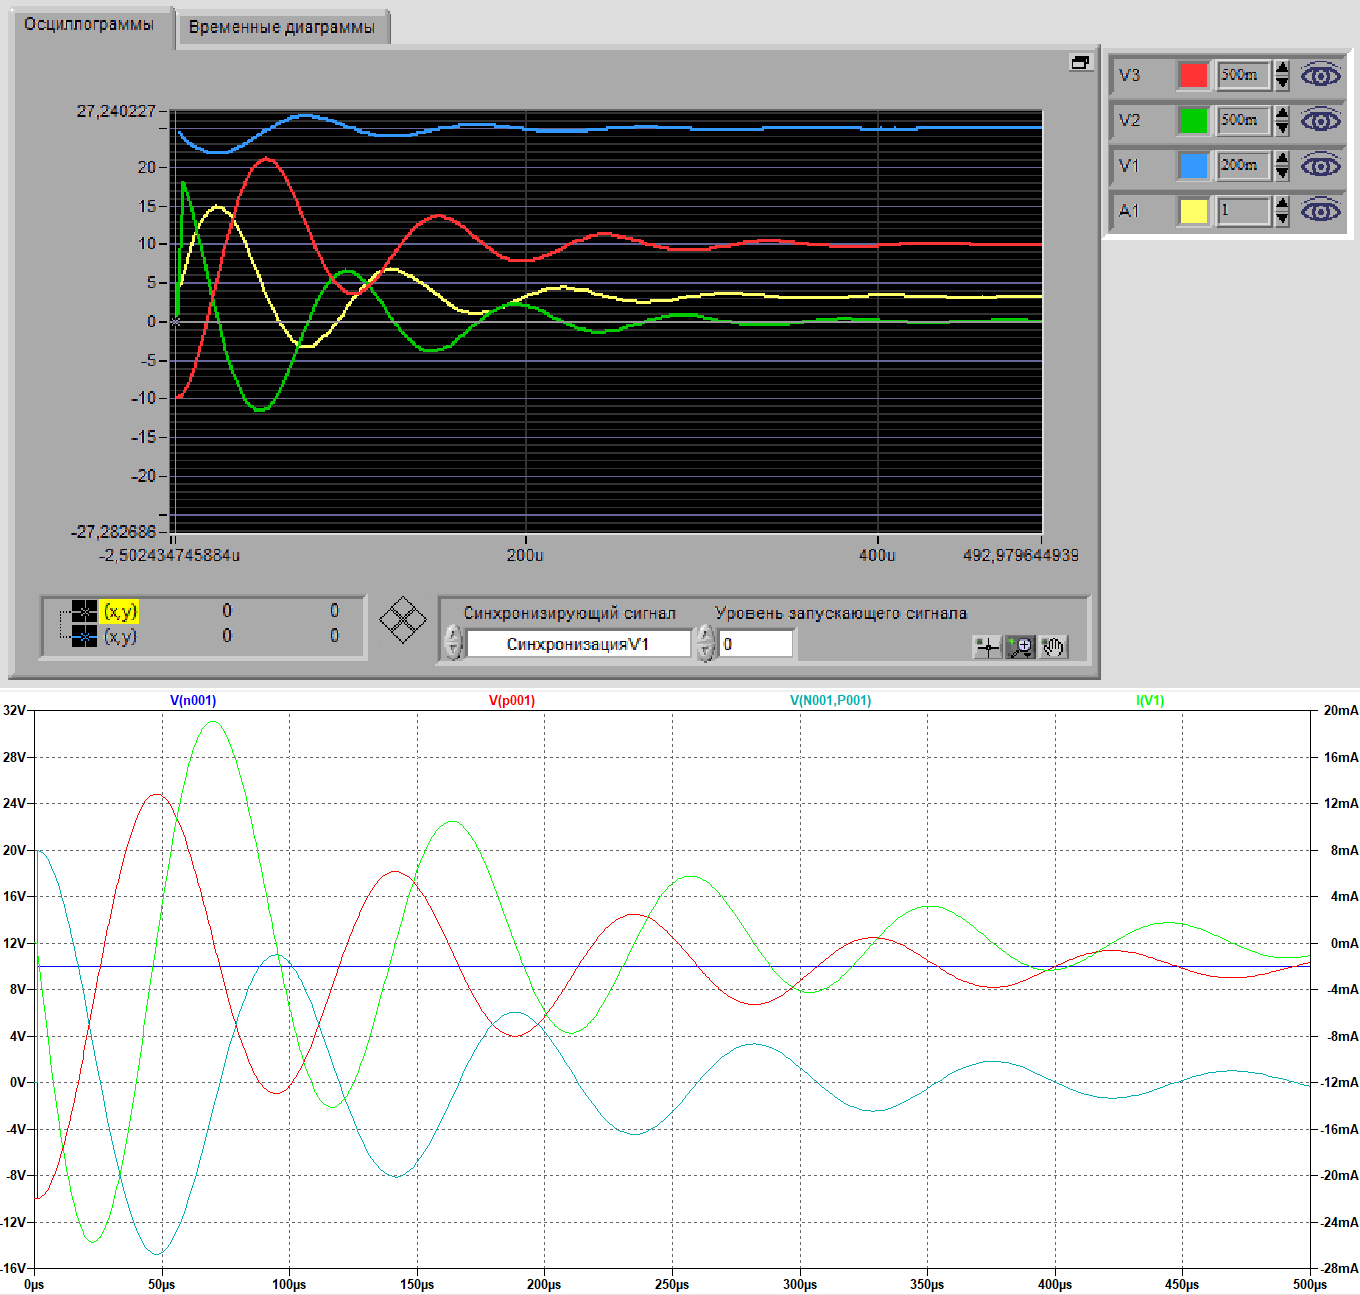 Осциллограммы
Временные диаграммы
V3 500m
V2 500m
V1 200m
A1 1
27,240227
20
15
10
5
0
-5
-10
-15
-20
-27,282686
-2,502434745884u 200u 400u 492,979644939
(x,y) 0 0
(x,y) 0 0
Синхронизирующий сигнал Уровень запускающего сигнала
СинхронизацияV1 0
V(n001) V(p001) V(N001,P001) I(V1)
32V 20mA
28V 16mA
24V 12mA
20V 8mA
16V 4mA
12V 0mA
8V -4mA
4V -8mA
0V -12mA
-4V -16mA
-8V -20mA
-12V -24mA
-16V -28mA
0µs 50µs 100µs 150µs 200µs 250µs 300µs 350µs 400µs 450µs 500µs